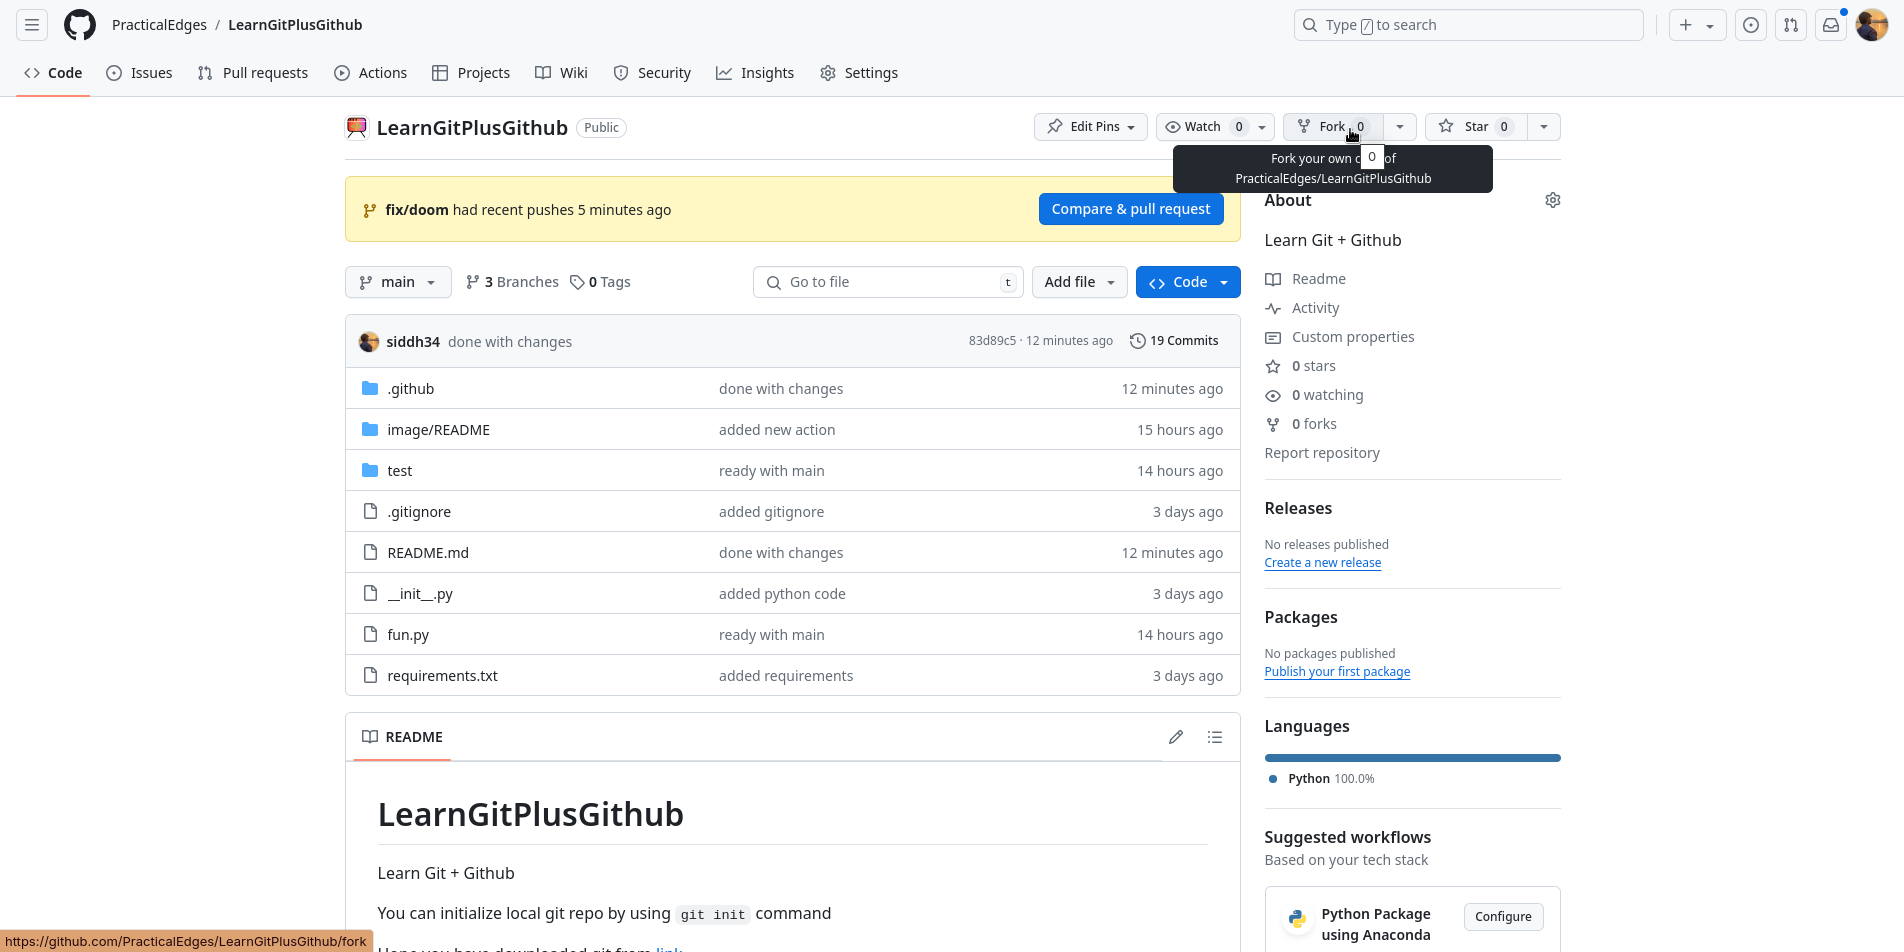 PracticalEdges / LearnGitPlusGithub
Type / to search
Code Issues Pull requests Actions Projects Wiki Security Insights Settings
LearnGitPlusGithub Public
Edit Pins Watch 0 Fork 0 Star 0
0
Fork your own of
PracticalEdges/LearnGitPlusGithub
fix/doom had recent pushes 5 minutes ago
Compare & pull request
main 3 Branches 0 Tags
Go to file t
Add file
Code
siddh34 done with changes 83d89c5 · 12 minutes ago 19 Commits
.github done with changes 12 minutes ago
image/README added new action 15 hours ago
test ready with main 14 hours ago
.gitignore added gitignore 3 days ago
README.md done with changes 12 minutes ago
__init__.py added python code 3 days ago
fun.py ready with main 14 hours ago
requirements.txt added requirements 3 days ago
README
LearnGitPlusGithub
Learn Git + Github
You can initialize local git repo by using git init command
About
Learn Git + Github
Readme
Activity
Custom properties
0 stars
0 watching
0 forks
Report repository
Releases
No releases published
Create a new release
Packages
No packages published
Publish your first package
Languages
Python 100.0%
Suggested workflows
Based on your tech stack
Python Package
using Anaconda
Configure
https://github.com/PracticalEdges/LearnGitPlusGithub/fork